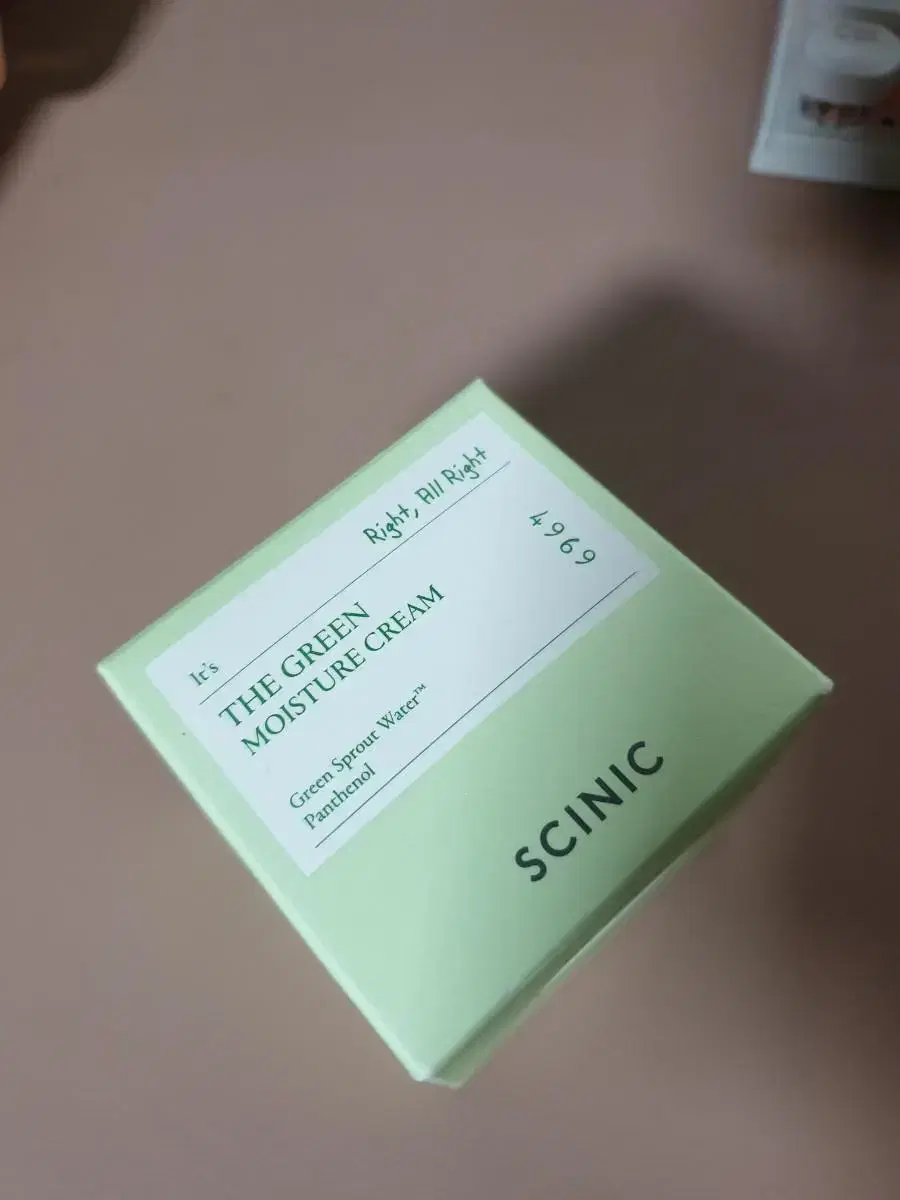 It's
Right, All Right
THE GREEN
MOISTURE CREAM
4969
Green Sprout Water™
Panthenol
SCINIC